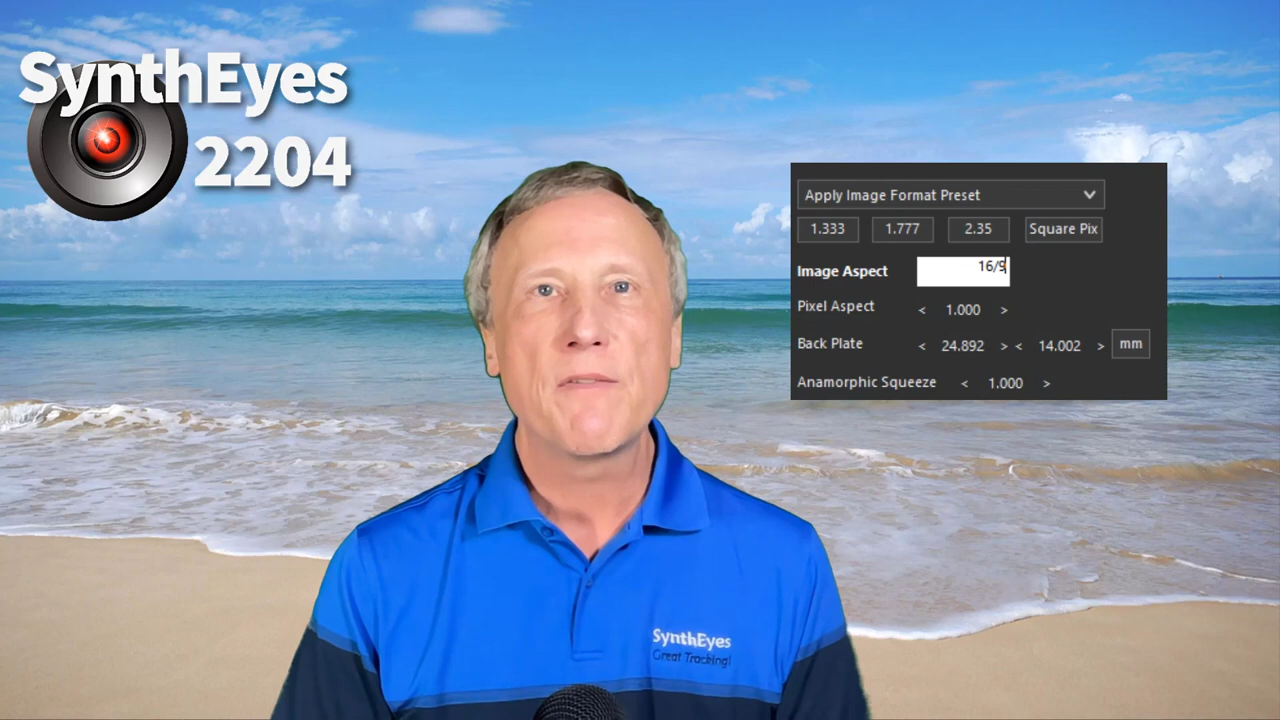 SynthEyes
2204
Apply Image Format Preset
1.333 1.777 2.35 Square Pix
Image Aspect 16/9
Pixel Aspect < 1.000 >
Back Plate < 24.892 > < 14.002 > mm
Anamorphic Squeeze < 1.000 >
SynthEyes
Great Tracking!